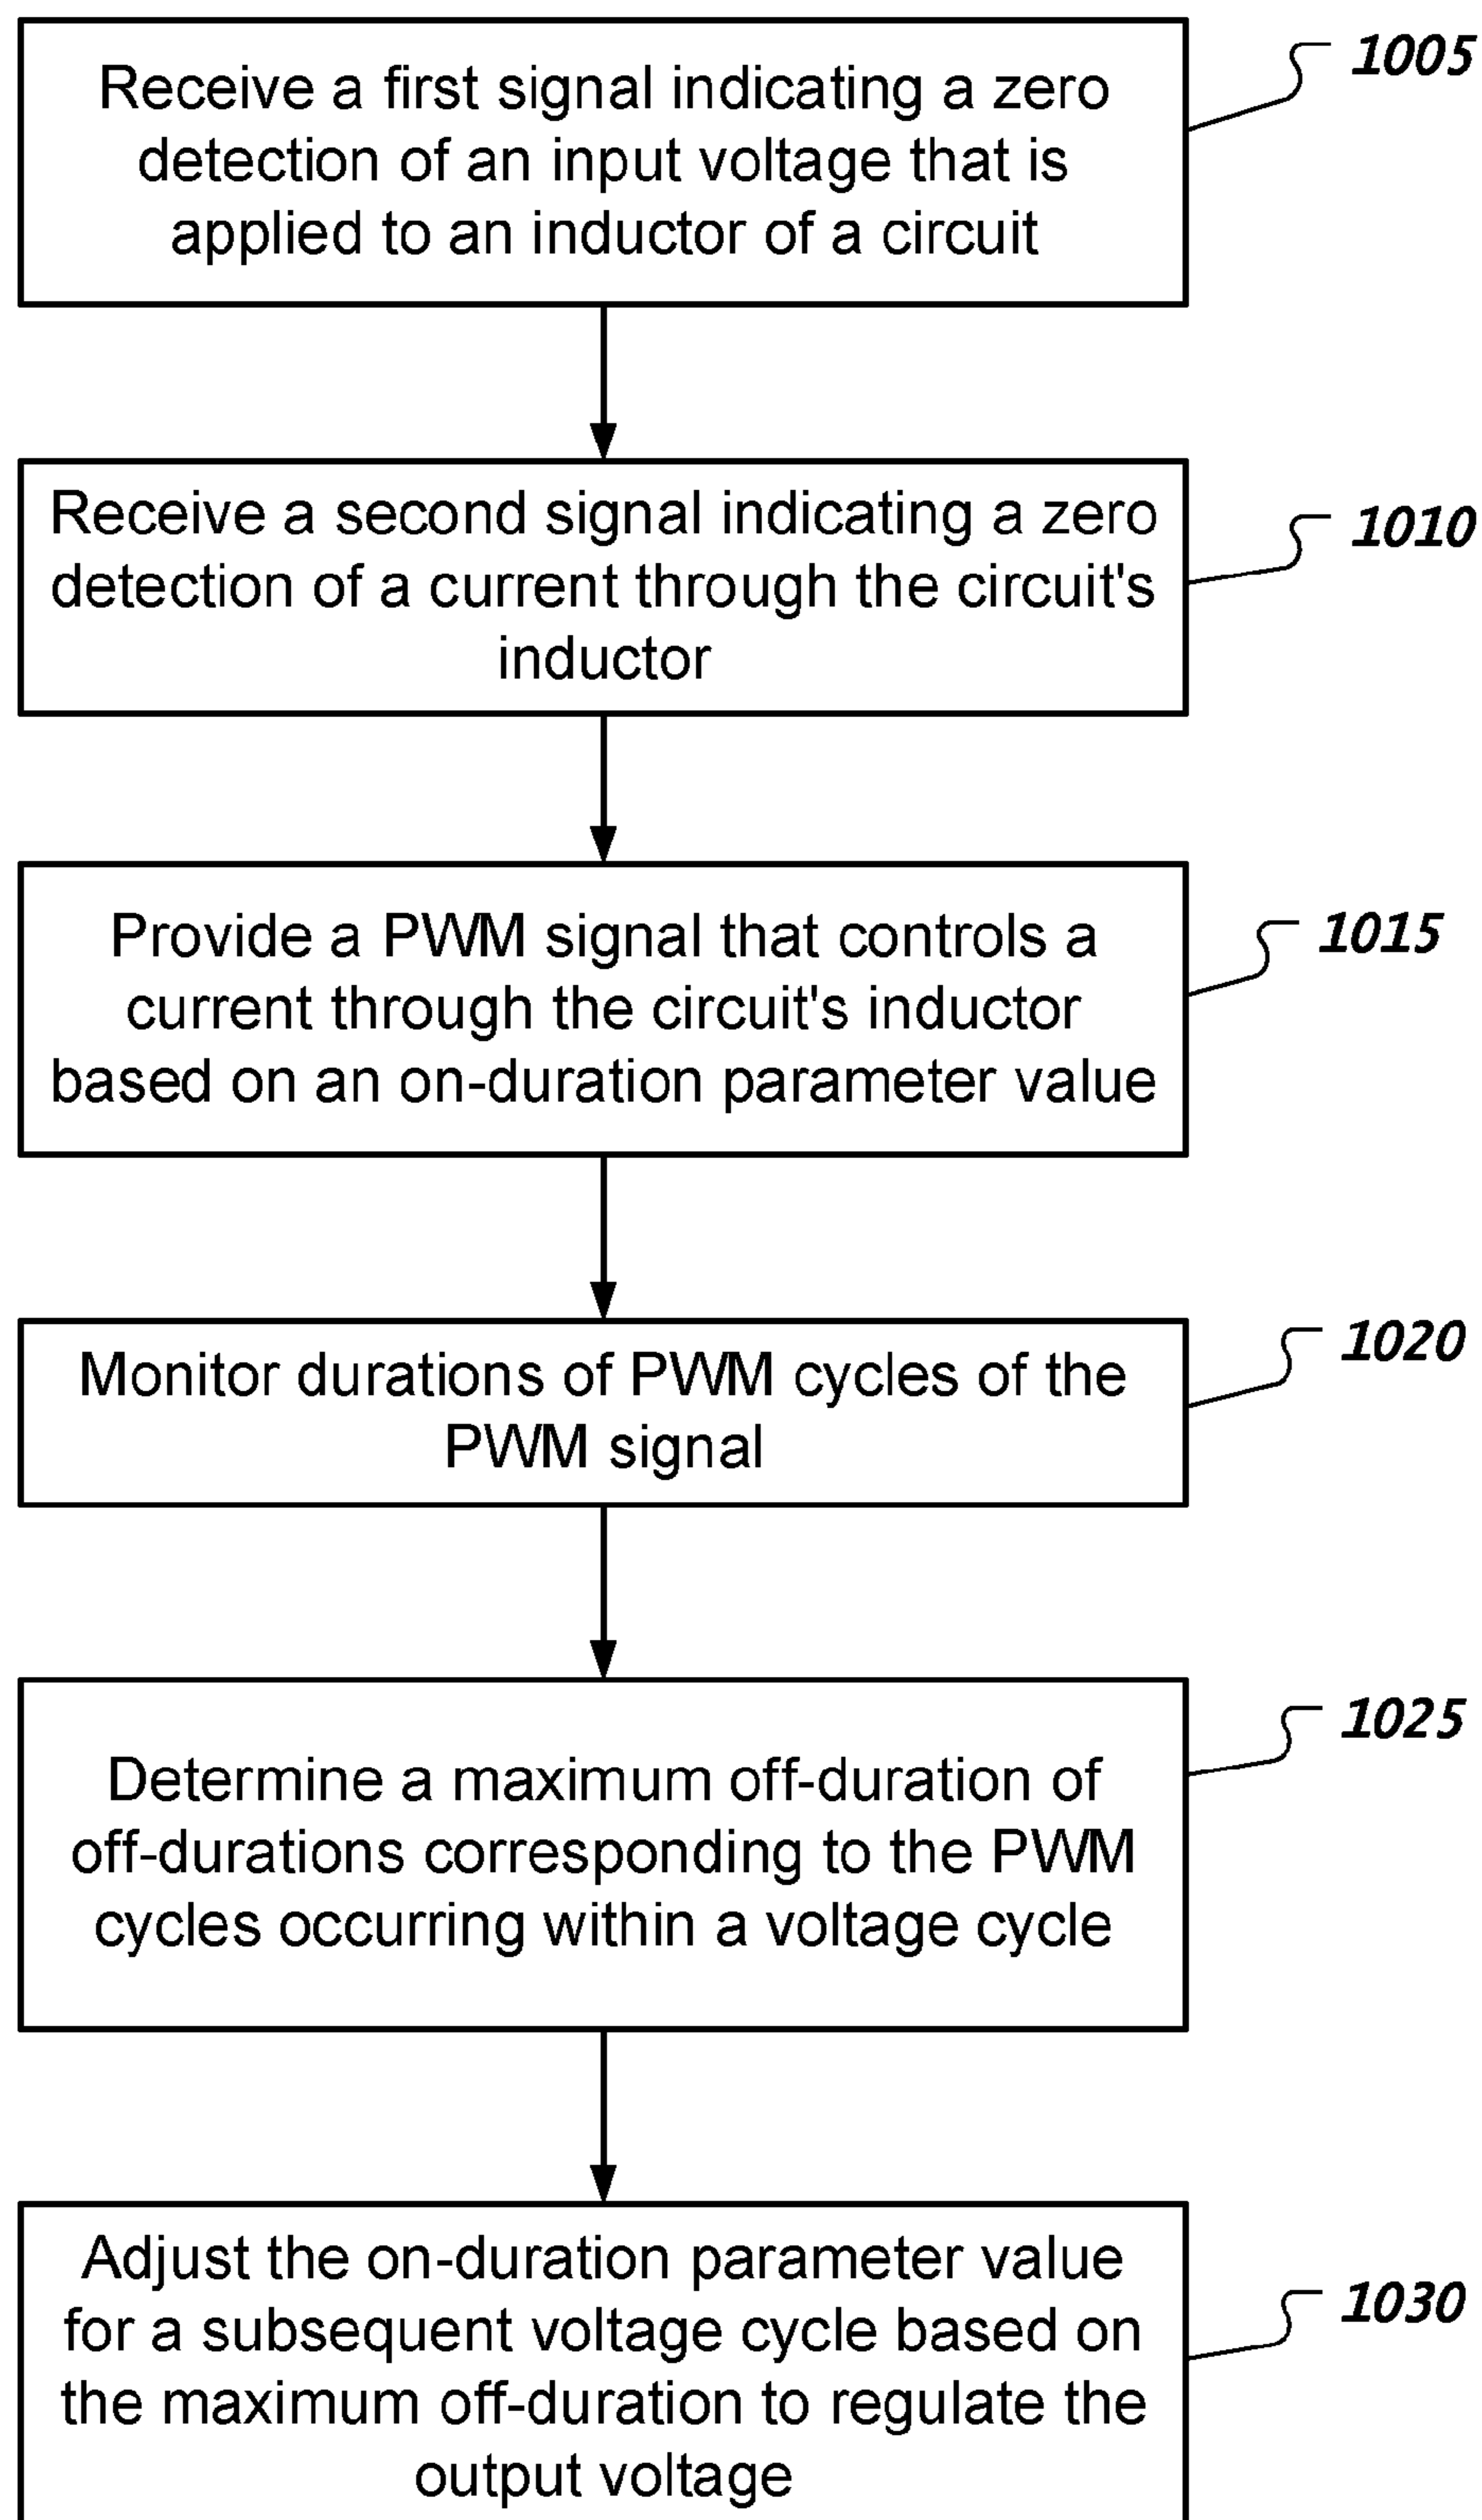 Receive a first signal indicating a zero
detection of an input voltage that is
applied to an inductor of a circuit
1005
Receive a second signal indicating a zero
detection of a current through the circuit's
inductor
1010
Provide a PWM signal that controls a
current through the circuit's inductor
based on an on-duration parameter value
1015
Monitor durations of PWM cycles of the
PWM signal
1020
Determine a maximum off-duration of
off-durations corresponding to the PWM
cycles occurring within a voltage cycle
1025
Adjust the on-duration parameter value
for a subsequent voltage cycle based on
the maximum off-duration to regulate the
output voltage
1030